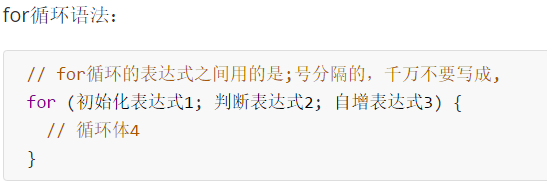 for循环语法：
// for循环的表达式之间用的是;号分隔的，千万不要写成,
for (初始化表达式1; 判断表达式2; 自增表达式3) {
// 循环体4
}